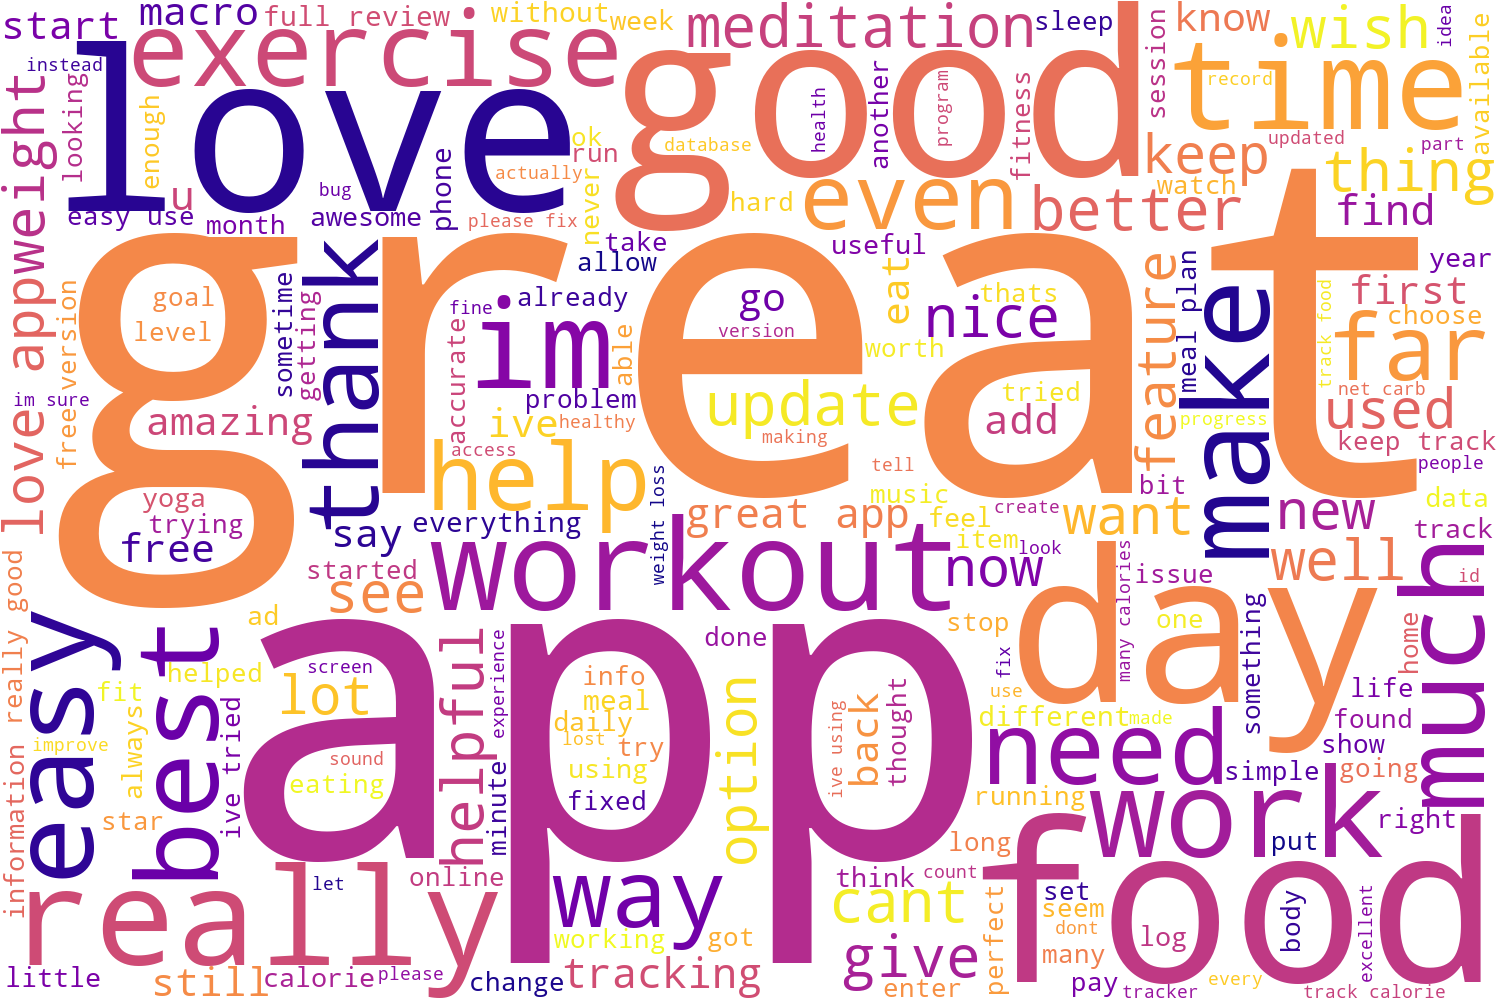 start
macro
full review
without
week
meditation
sleep
know
wish
idea
instead
exercise
love
good
time
session
record
available
looking
enough
ok
run
database
another
health
program
fitness
keep
updated
part
thing
love app
weight
u
easy use
bug
actually
awesome
month
phone
please fix
never
hard
even
better
watch
find
take
allow
useful
great
thank
make
year
free version
goal
level
sometime
getting
fine
already
im
go
version
eat
thats
nice
feature
meal plan
track food
first
choose
far
im sure
amazing
accurate
problem
able
worth
ive
healthy
update
tried
add
making
progress
net carb
used
keep track
access
help
tell
people
yoga
trying
free
say
everything
weight loss
great app
music
feel
create
item
look
want
bit
new
data
track
information really good
started
see
workout
now
many calories
issue
well
id
much
easy
best
ad
helped
screen
lot
helpful
experience
done
info
meal
daily
lost
try
app
option
using
fixed
back
ive using
thought
stop
day
fix
use
one
something
home
life
different
made
found
show
fit
improve
always
ive tried
sound
eating
star
minute
need
running
simple
going
work
right
long
put
really
let
online
way
think
count
cant
food
set
seem
dont
many
body
log
excellent
perfect
little
still
calorie
please
change
working
got
tracking
give
enter
pay
tracker
every
track calorie